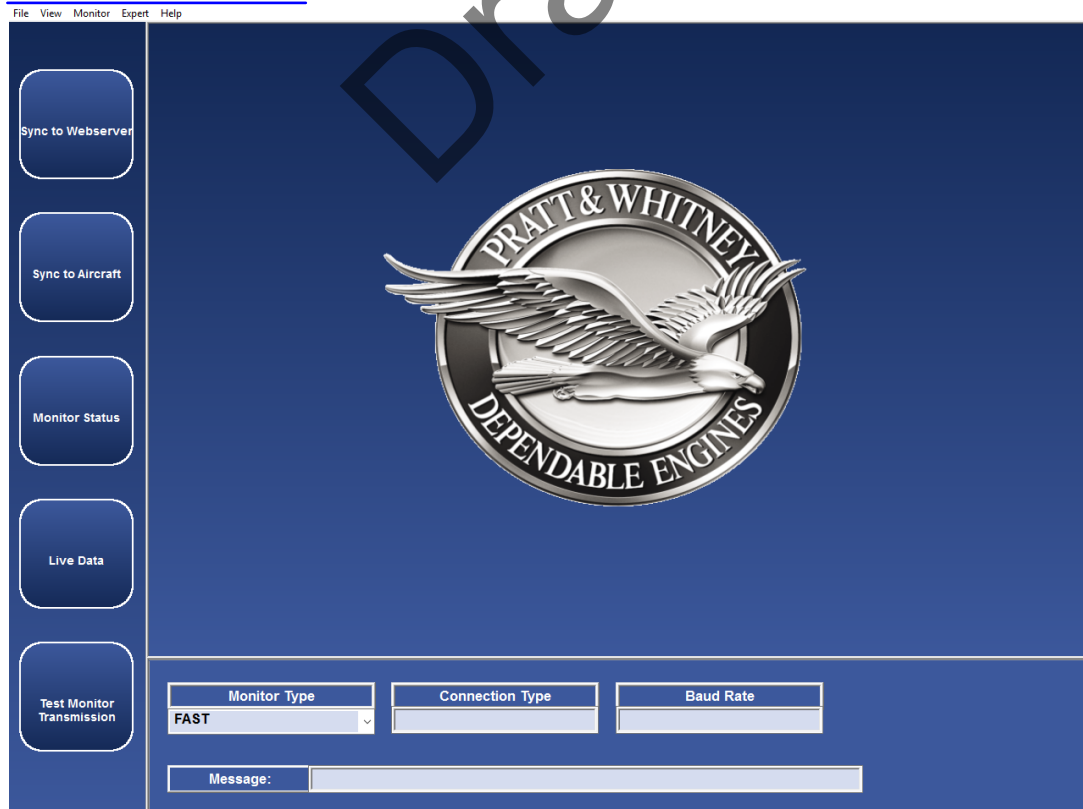 File View Monitor Expert Help
Sync to Webserver
Sync to Aircraft
Monitor Status
Live Data
Test Monitor
Transmission
PRATT & WHITNEY
DEPENDABLE ENGINES
Monitor Type Connection Type Baud Rate
FAST
Message: